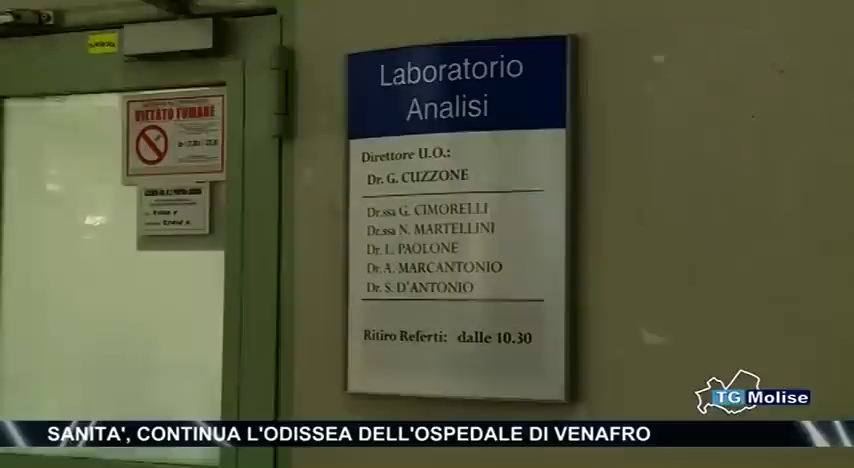 Laboratorio
Analisi
Direttore U.O.:
Dr. G. CUZZONE
Dr.ssa G. CIMORELLI
Dr.ssa N. MARTELLINI
Dr. L. PAOLONE
Dr. A. MARCANTONIO
Dr. S. D'ANTONIO
Ritiro Referti: dalle 10.30
VIETATO FUMARE
TG Molise
SANITA', CONTINUA L'ODISSEA DELL'OSPEDALE DI VENAFRO